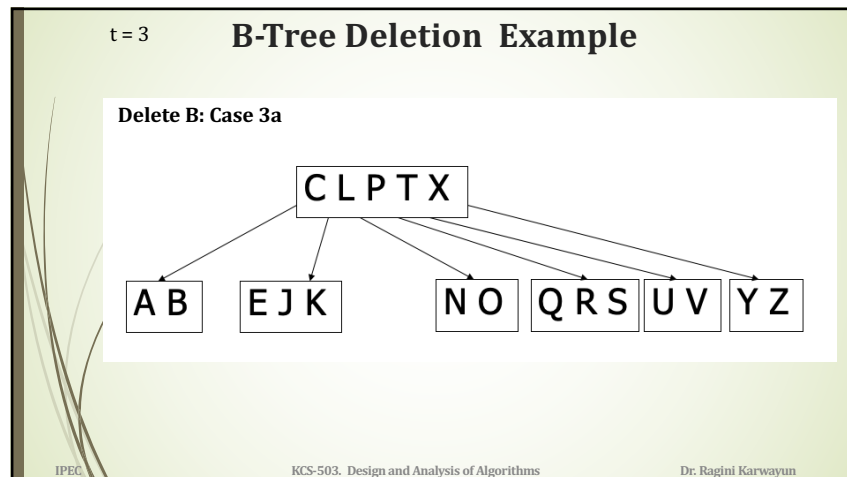 t = 3
B-Tree Deletion Example
Delete B: Case 3a
C L P T X
A B
E J K
N O
Q R S
U V
Y Z
IPEC
KCS-503. Design and Analysis of Algorithms
Dr. Ragini Karwayun